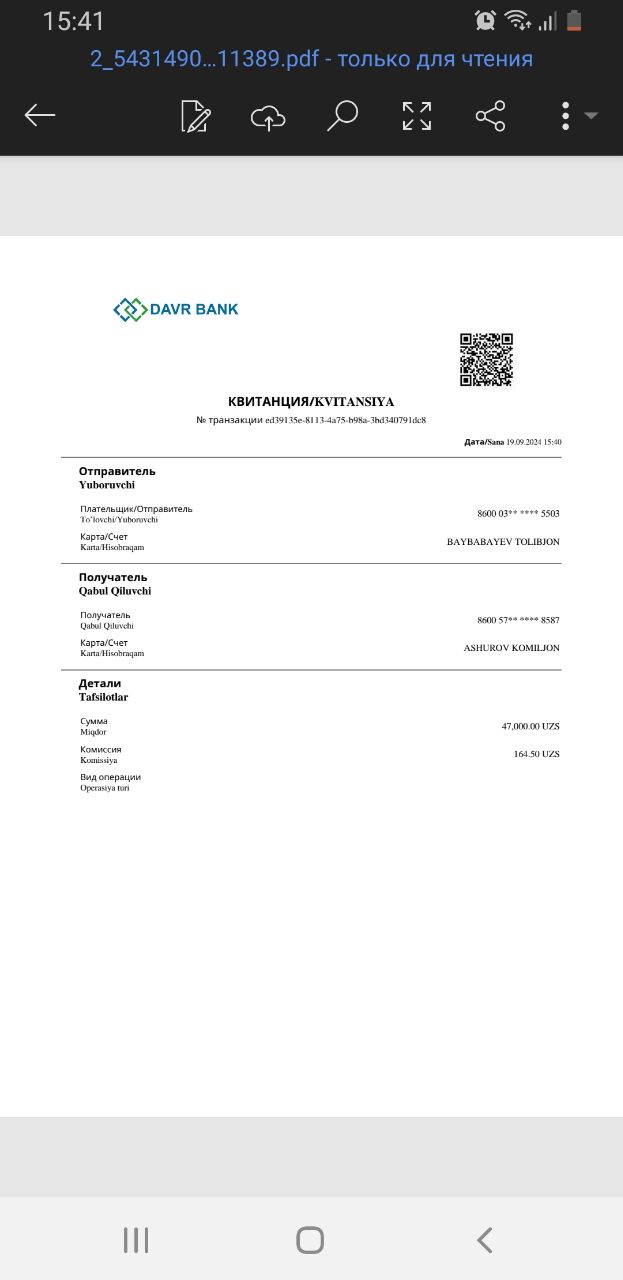 15:41
2_5431490...11389.pdf - только для чтения
DAVR BANK
КВИТАНЦИЯ/KVITANSIYA
№ транзакции ed39135e-8113-4a75-b98a-3bd340791dc8
Дата/Sana 19.09.2024 15:40
Отправитель
Yuboruvchi
Плательщик/Отправитель
To'lovchi/Yuboruvchi
8600 03** **** 5503
Карта/Счет
Karta/Hisobraqam
BAYBABAYEV TOLIBJON
Получатель
Qabul Qiluvchi
Получатель
Qabul Qiluvchi
8600 57** **** 8587
Карта/Счет
Karta/Hisobraqam
ASHUROV KOMILJON
Детали
Tafsilotlar
Сумма
Miqdor
47,000.00 UZS
Комиссия
Komissiya
164.50 UZS
Вид операции
Operasiya turi